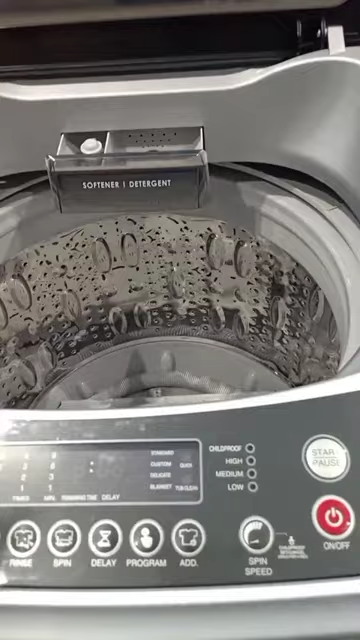 SOFTENER | DETERGENT
STANDARD
CUSTOM QUICK
DELICATE
BLANKET TUB CLEAN
TIMES HRS. REMAINING TIME DELAY
CHILDPROOF
HIGH
MEDIUM
LOW
START
PAUSE
ON/OFF
RINSE
SPIN
DELAY
PROGRAM
ADD.
SPIN
SPEED